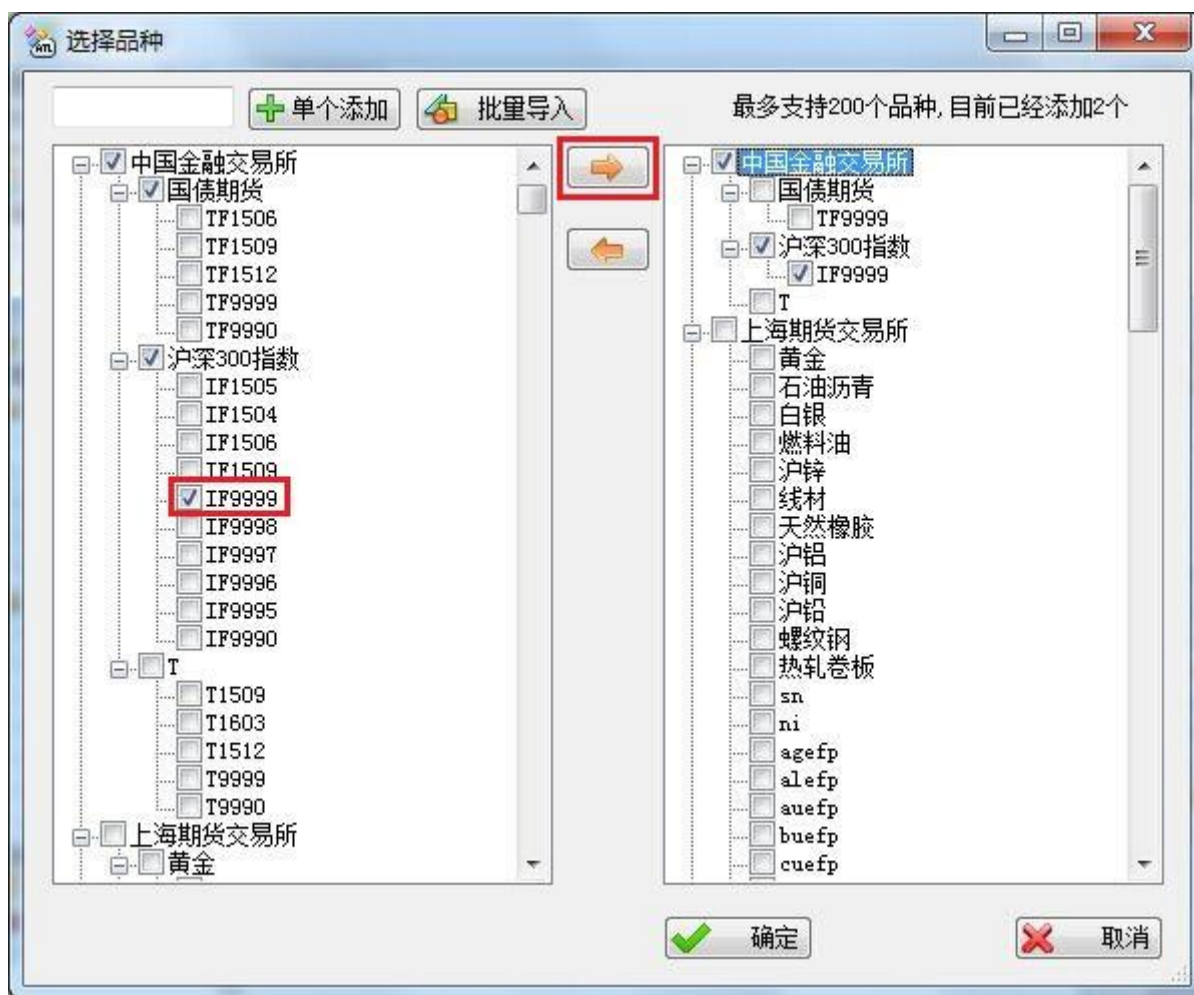 选择品种
单个添加
批量导入
最多支持200个品种,目前已经添加2个
中国金融交易所
国债期货
TF1506
TF1509
TF1512
TF9999
TF9990
沪深300指数
IF1505
IF1504
IF1506
IF1509
IF9999
IF9998
IF9997
IF9996
IF9995
IF9990
T
T1509
T1603
T1512
T9999
T9990
上海期货交易所
黄金
中国金融交易所
国债期货
TF9999
沪深300指数
IF9999
T
上海期货交易所
黄金
石油沥青
白银
燃料油
沪锌
线材
天然橡胶
沪铝
沪铜
沪铅
螺纹钢
热轧卷板
sn
ni
agefp
alefp
auefp
buefp
cuefp
确定
取消